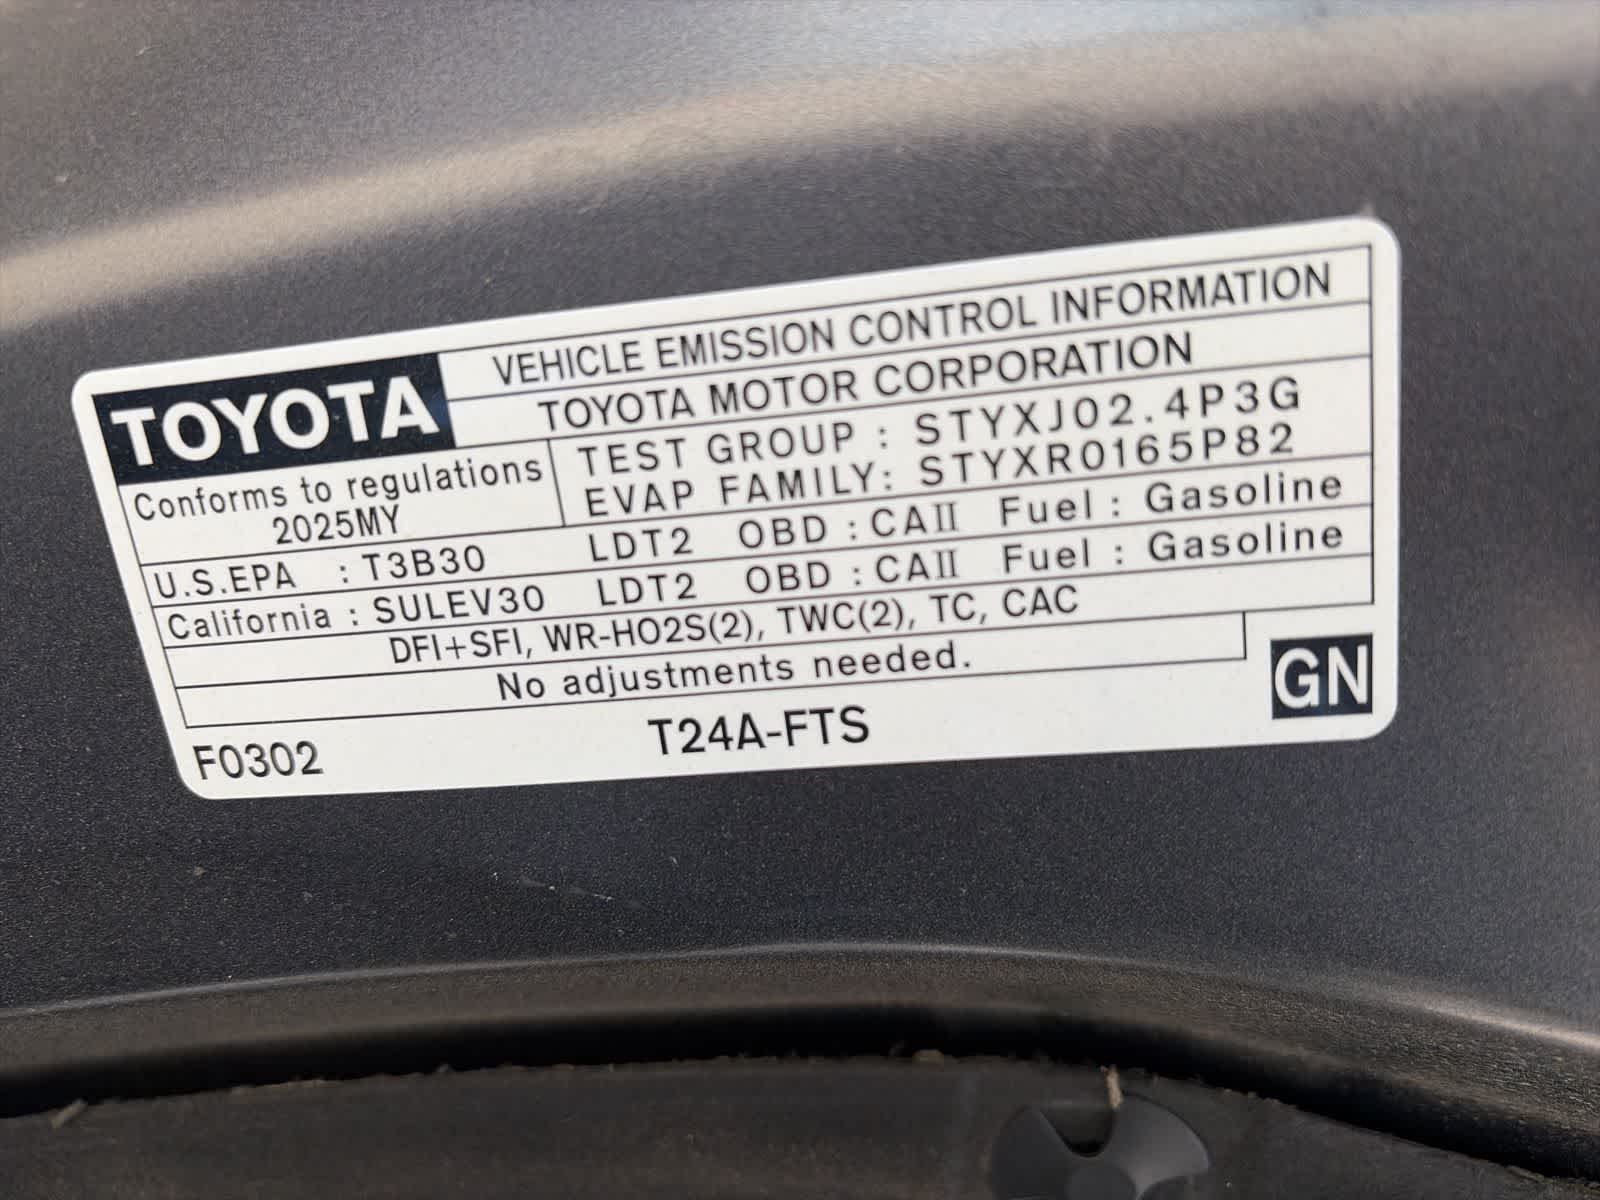 TOYOTA
VEHICLE EMISSION CONTROL INFORMATION
TOYOTA MOTOR CORPORATION
Conforms to regulations
2025MY
TEST GROUP : STYXJ02.4P3G
EVAP FAMILY: STYXR0165P82
U.S.EPA : T3B30 LDT2 OBD : CAII Fuel : Gasoline
California : SULEV30 LDT2 OBD : CAII Fuel : Gasoline
DFI+SFI, WR-HO2S(2), TWC(2), TC, CAC
No adjustments needed.
GN
F0302
T24A-FTS